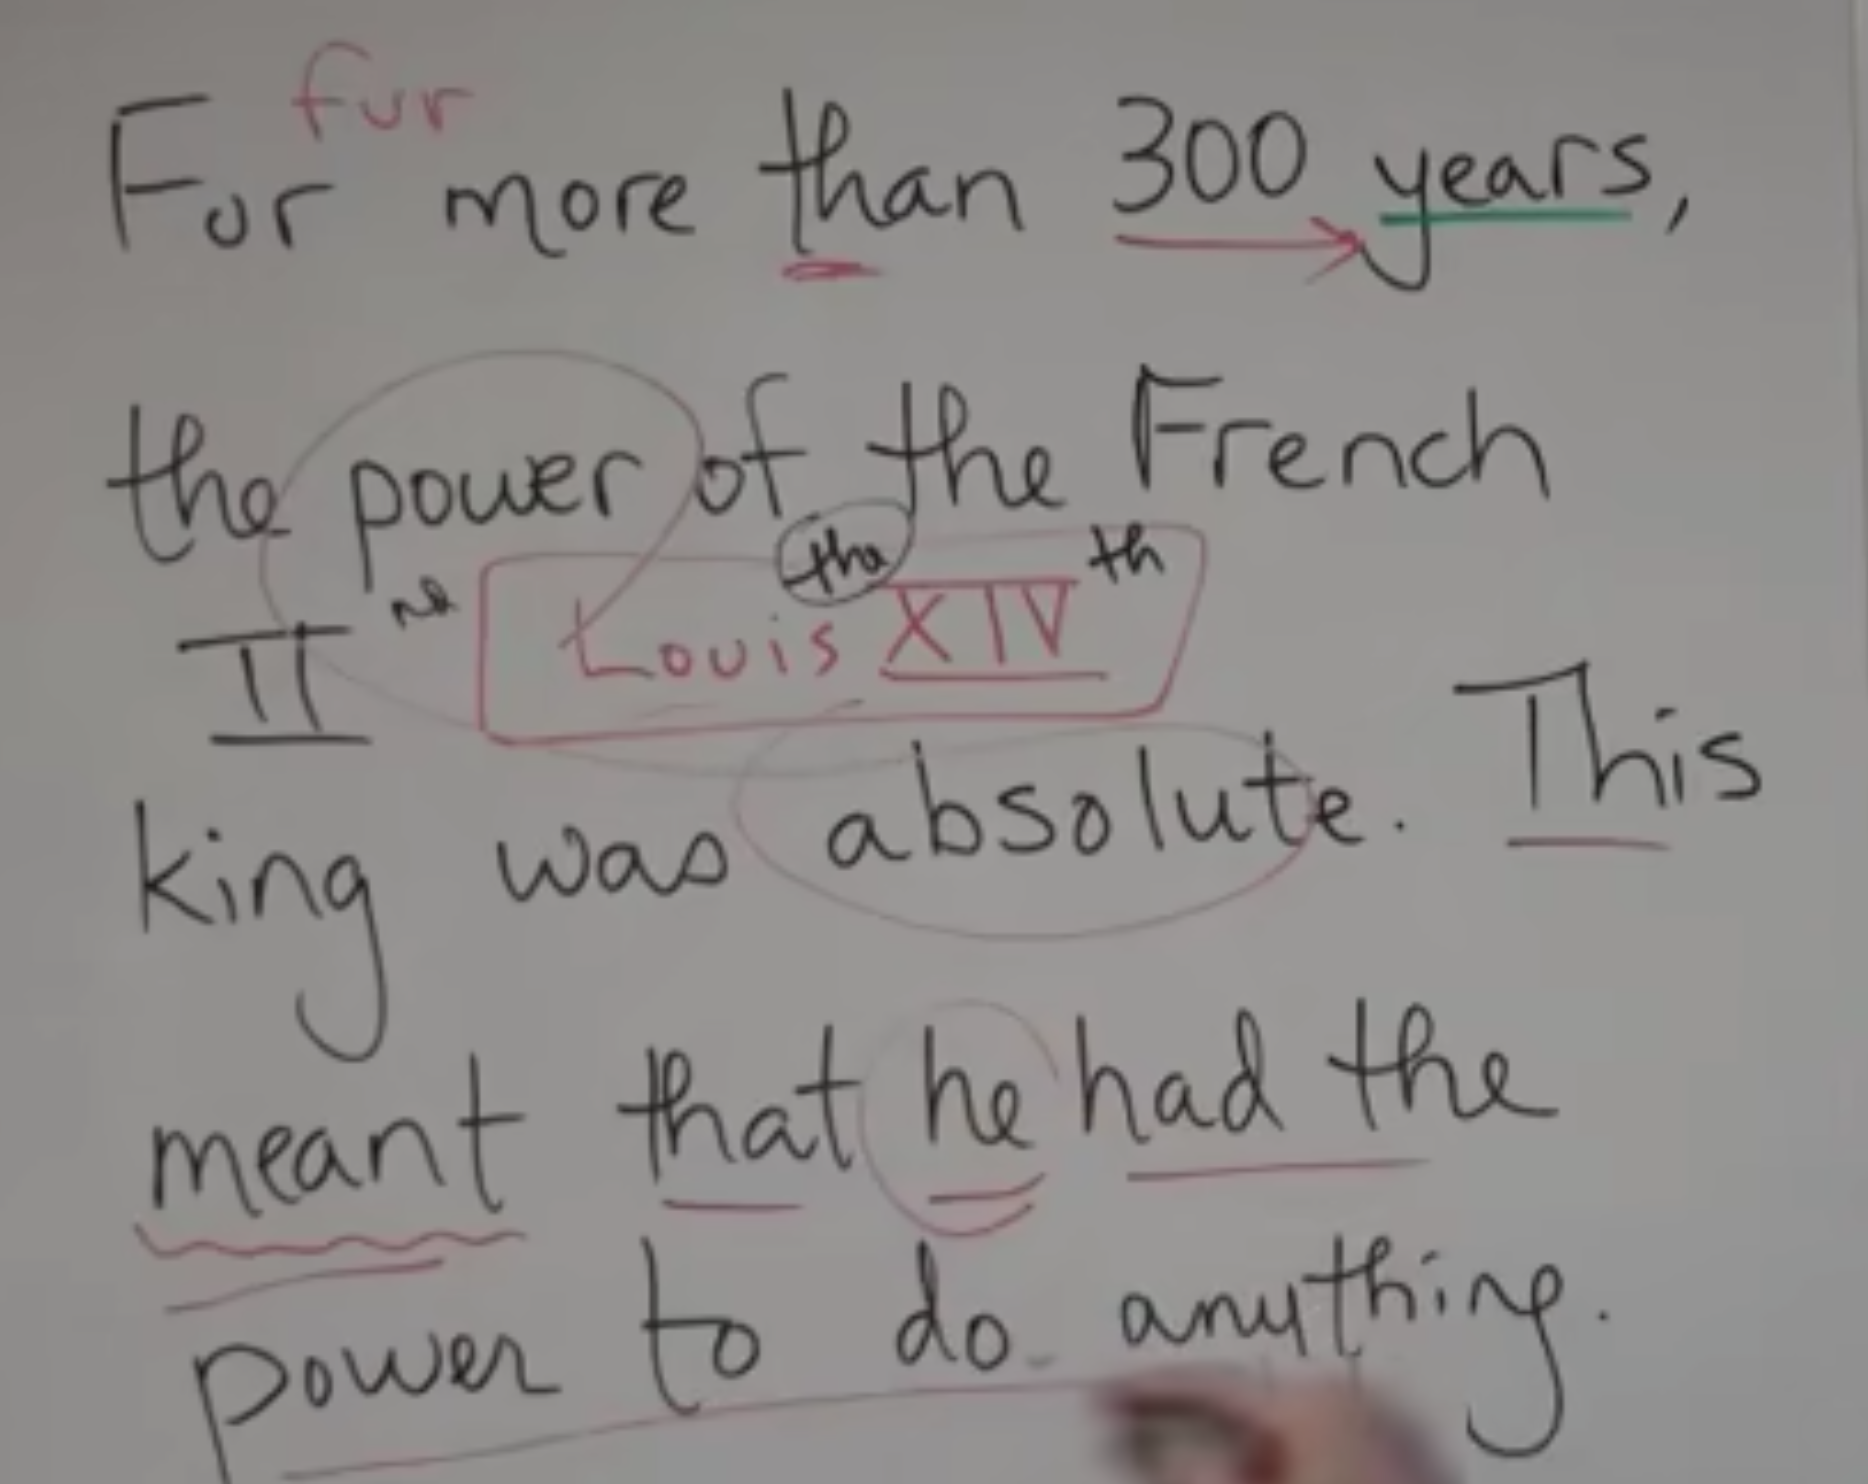 fur
For more than 300 years,
the power of the French
the th
II nd Louis XIV
king was absolute. This
meant that he had the
power to do anything.